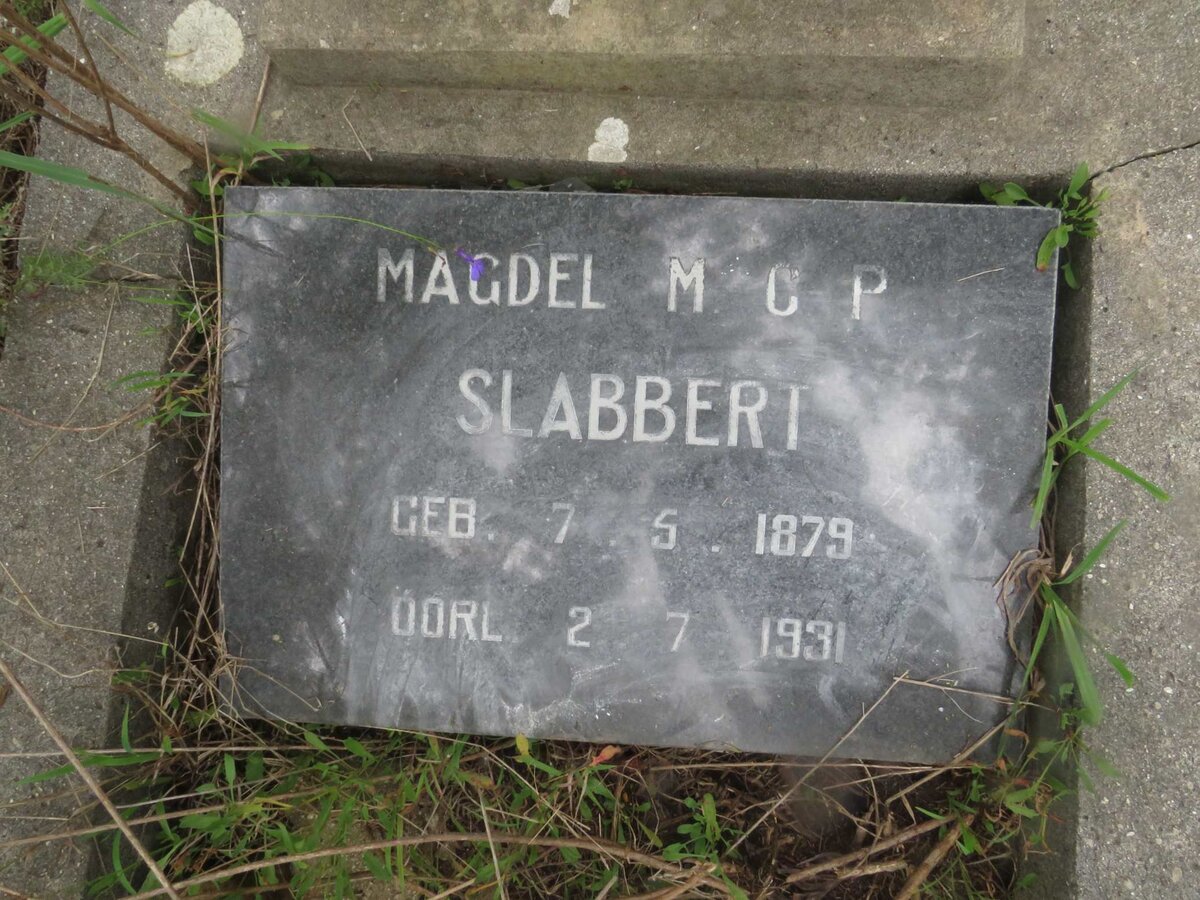 MAGDEL M C P
SLABBERT
GEB. 7 . 5 . 1879
OORL. 2 7 1931